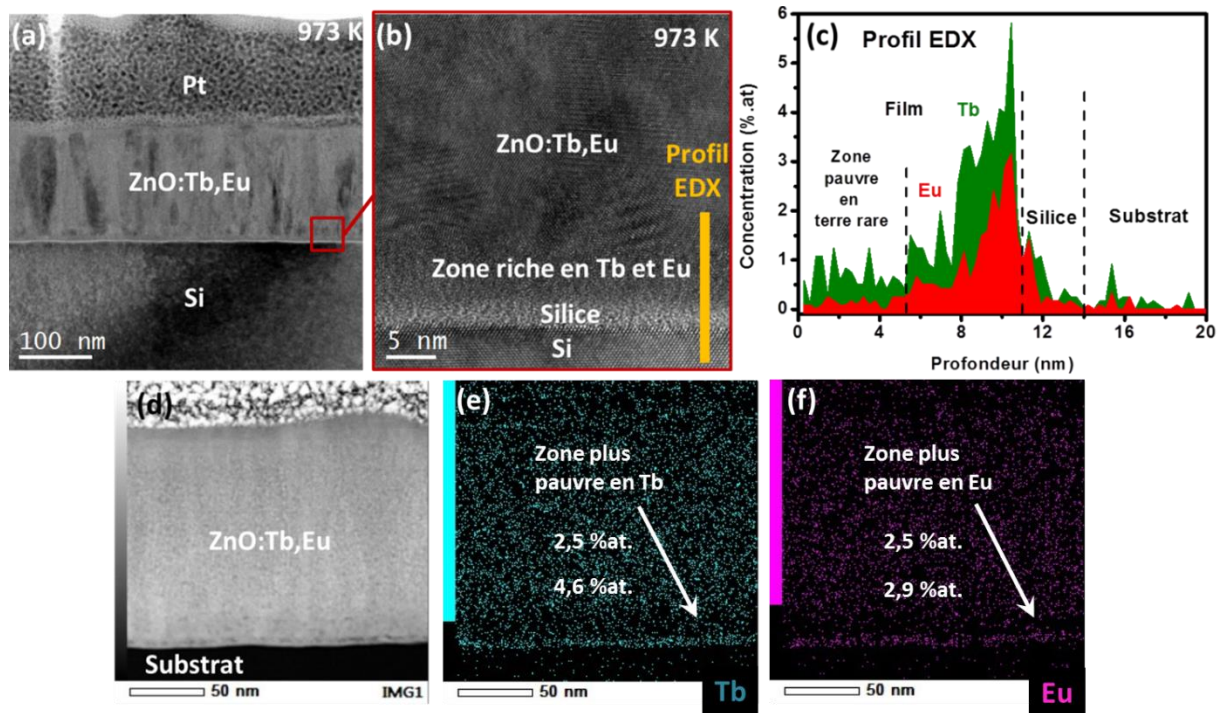 (a)
973 K
Pt
ZnO:Tb,Eu
Si
100 nm
(b)
973 K
ZnO:Tb,Eu
Profil
EDX
Zone riche en Tb et Eu
Silice
Si
5 nm
(c)
Profil EDX
Concentration (%.at)
6
5
4
3
2
1
0
Film
Tb
Zone
pauvre
en
terre rare
Eu
Silice
Substrat
0 4 8 12 16 20
Profondeur (nm)
(d)
ZnO:Tb,Eu
Substrat
50 nm
IMG1
(e)
Zone plus
pauvre en Tb
2,5 %at.
4,6 %at.
50 nm
Tb
(f)
Zone plus
pauvre en Eu
2,5 %at.
2,9 %at.
50 nm
Eu